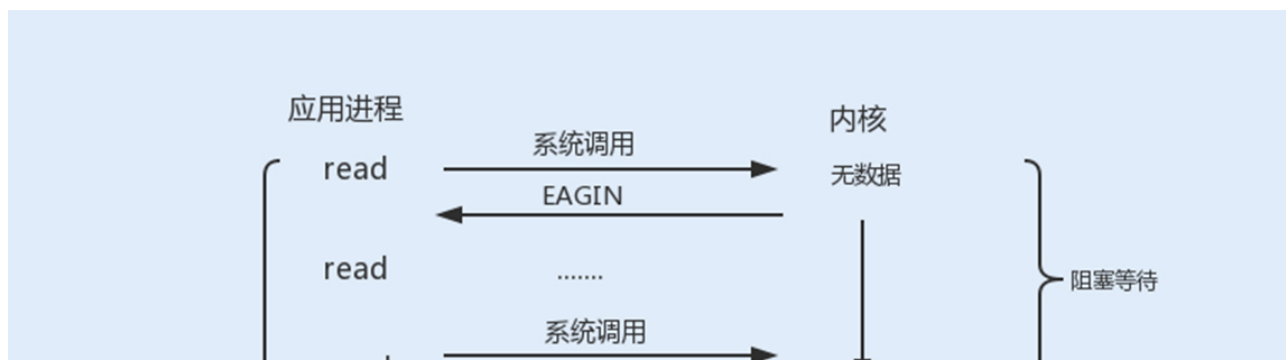 应用进程
内核
系统调用
read
无数据
EAGIN
read
.......
阻塞等待
系统调用